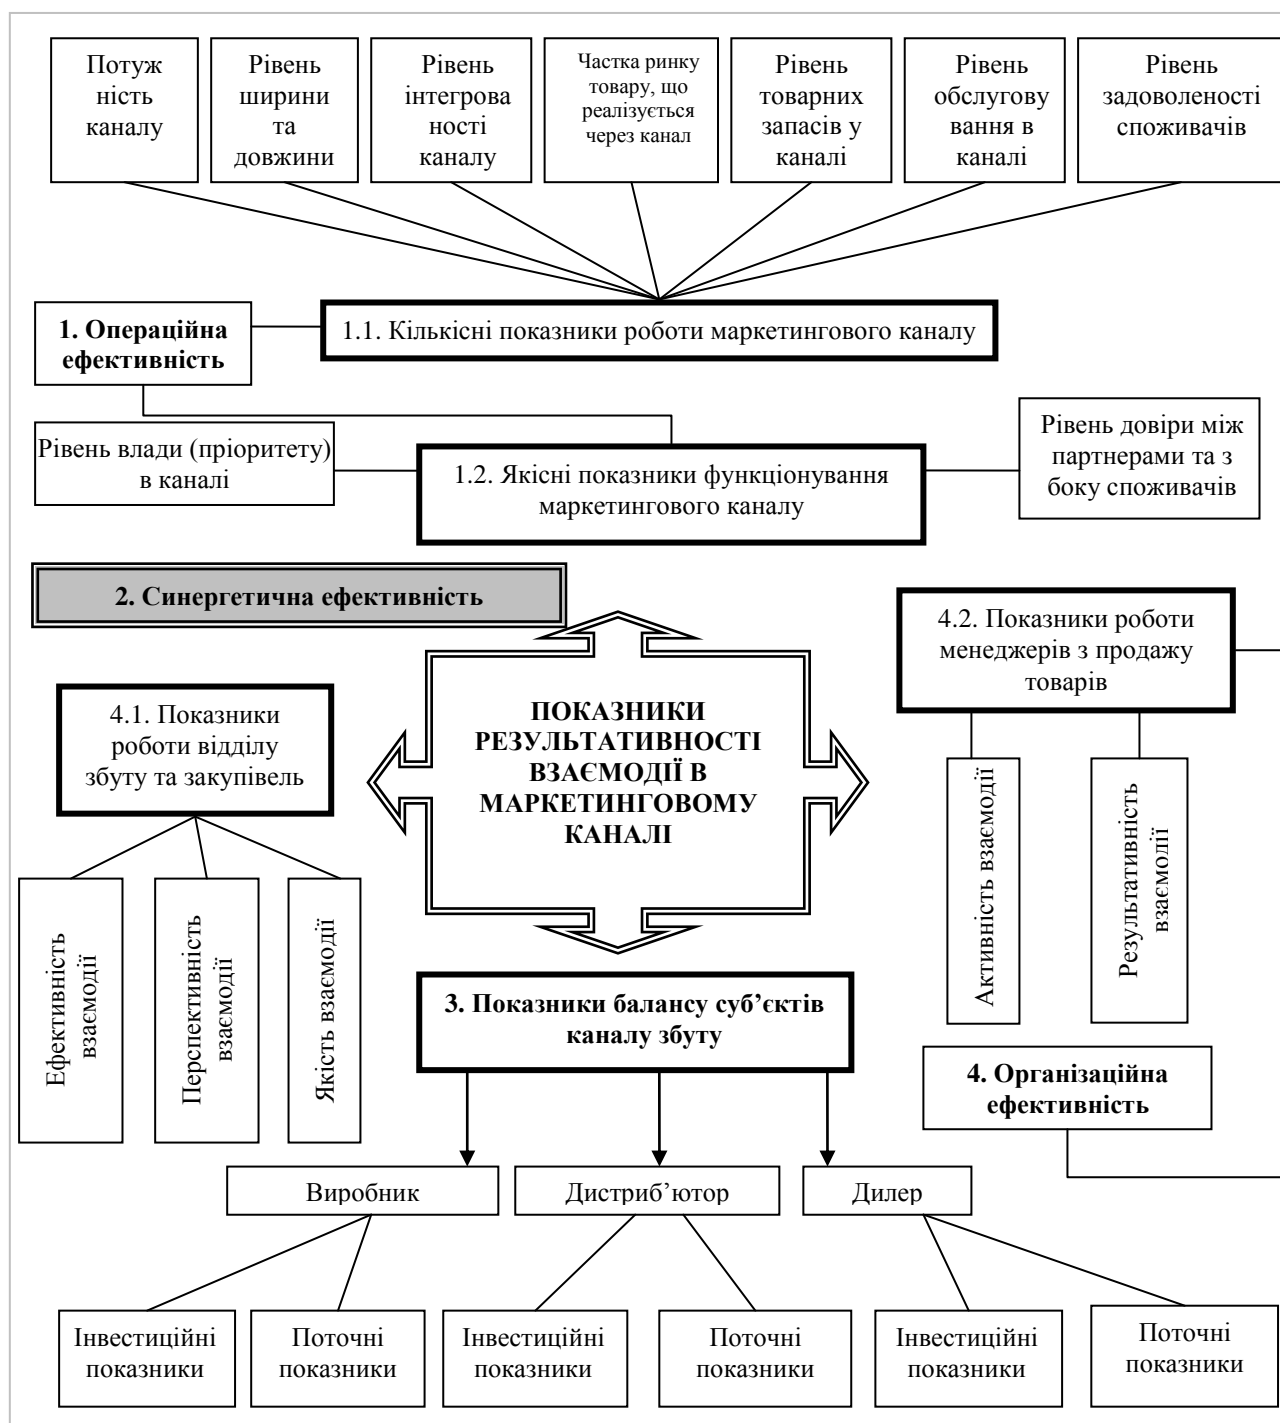 Потуж
ність
каналу
Рівень
ширини
та
довжини
Рівень
інтегрова
ності
каналу
Частка ринку
товару, що
реалізується
через канал
Рівень
товарних
запасів у
каналі
Рівень
обслугову
вання в
каналі
Рівень
задоволеності
споживачів
1. Операційна
ефективність
1.1. Кількісні показники роботи маркетингового каналу
Рівень влади (пріоритету)
в каналі
1.2. Якісні показники функціонування
маркетингового каналу
Рівень довіри між
партнерами та з
боку споживачів
2. Синергетична ефективність
4.2. Показники роботи
менеджерів з продажу
товарів
4.1. Показники
роботи відділу
збуту та закупівель
ПОКАЗНИКИ
РЕЗУЛЬТАТИВНОСТІ
ВЗАЄМОДІЇ В
МАРКЕТИНГОВОМУ
КАНАЛІ
Активність взаємодії
Результативність
взаємодії
Ефективність
взаємодії
Перспективність
взаємодії
Якість взаємодії
3. Показники балансу суб’єктів
каналу збуту
4. Організаційна
ефективність
Виробник
Дистриб’ютор
Дилер
Інвестиційні
показники
Поточні
показники
Інвестиційні
показники
Поточні
показники
Інвестиційні
показники
Поточні
показники